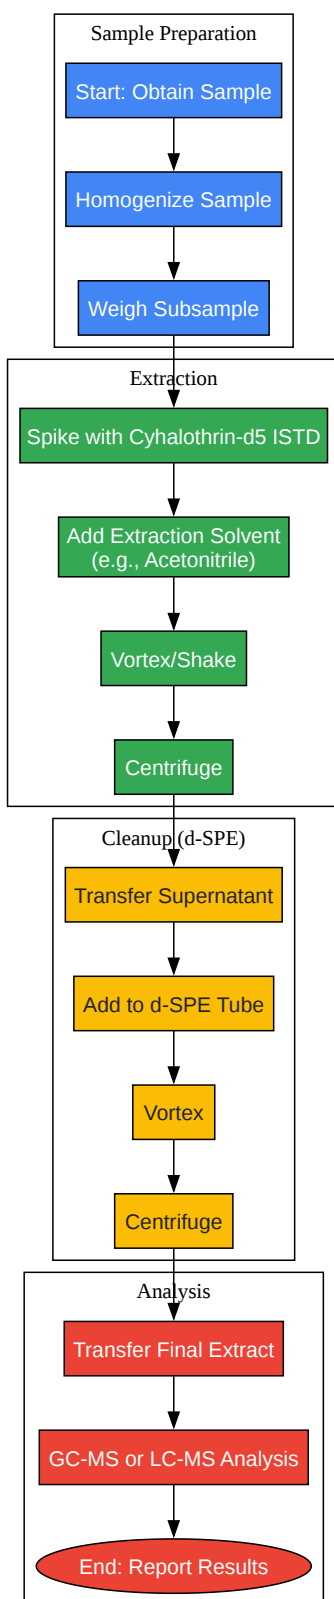 Sample Preparation
Start: Obtain Sample
Homogenize Sample
Weigh Subsample
Extraction
Spike with Cyhalothrin-d5 ISTD
Add Extraction Solvent
(e.g., Acetonitrile)
Vortex/Shake
Centrifuge
Cleanup (d-SPE)
Transfer Supernatant
Add to d-SPE Tube
Vortex
Centrifuge
Analysis
Transfer Final Extract
GC-MS or LC-MS Analysis
End: Report Results